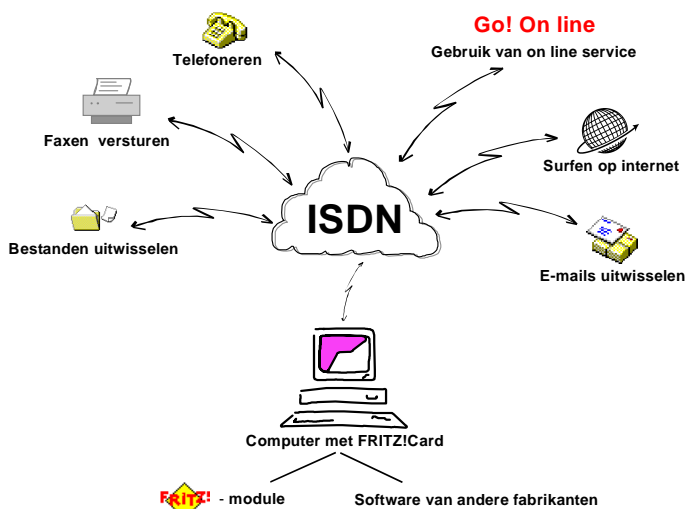 Go! On line
Telefoneren
Gebruik van on line service
Faxen versturen
Surfen op internet
ISDN
Bestanden uitwisselen
E-mails uitwisselen
Computer met FRITZ!Card
FRITZ! - module
Software van andere fabrikanten